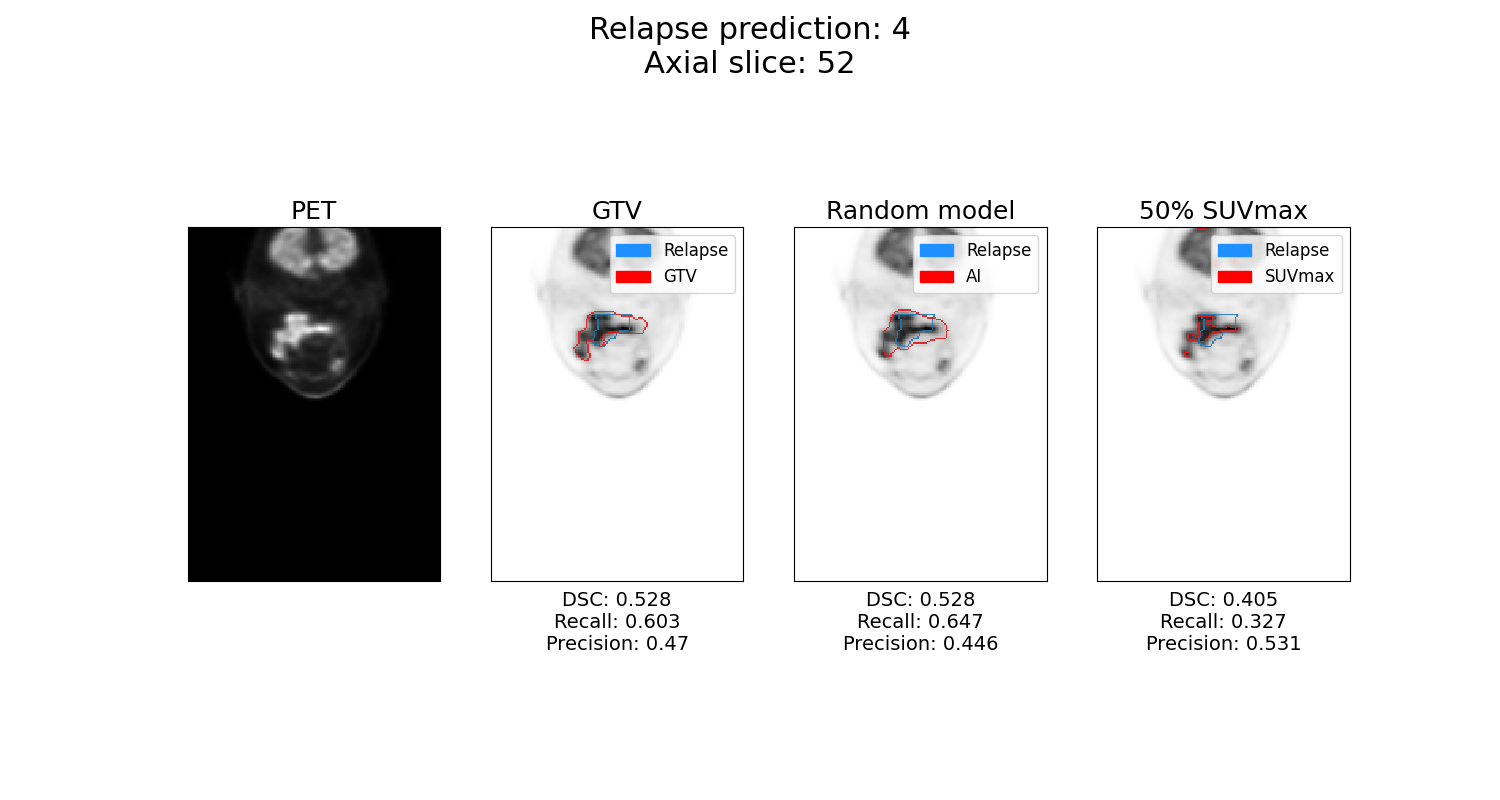 Relapse prediction: 4
Axial slice: 52
PET
GTV
Random model
50% SUVmax
Relapse
GTV
Relapse
AI
Relapse
SUVmax
DSC: 0.528
Recall: 0.603
Precision: 0.47
DSC: 0.528
Recall: 0.647
Precision: 0.446
DSC: 0.405
Recall: 0.327
Precision: 0.531